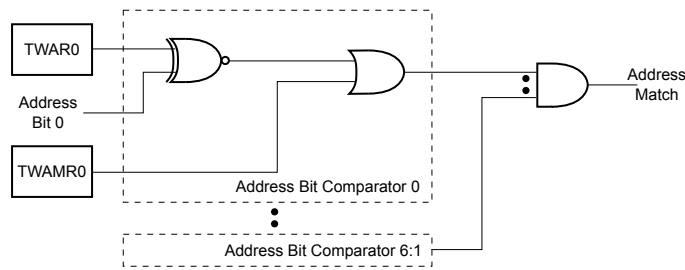 TWAR0
Address
Bit 0
TWAMR0
Address Bit Comparator 0
Address
Match
Address Bit Comparator 6:1